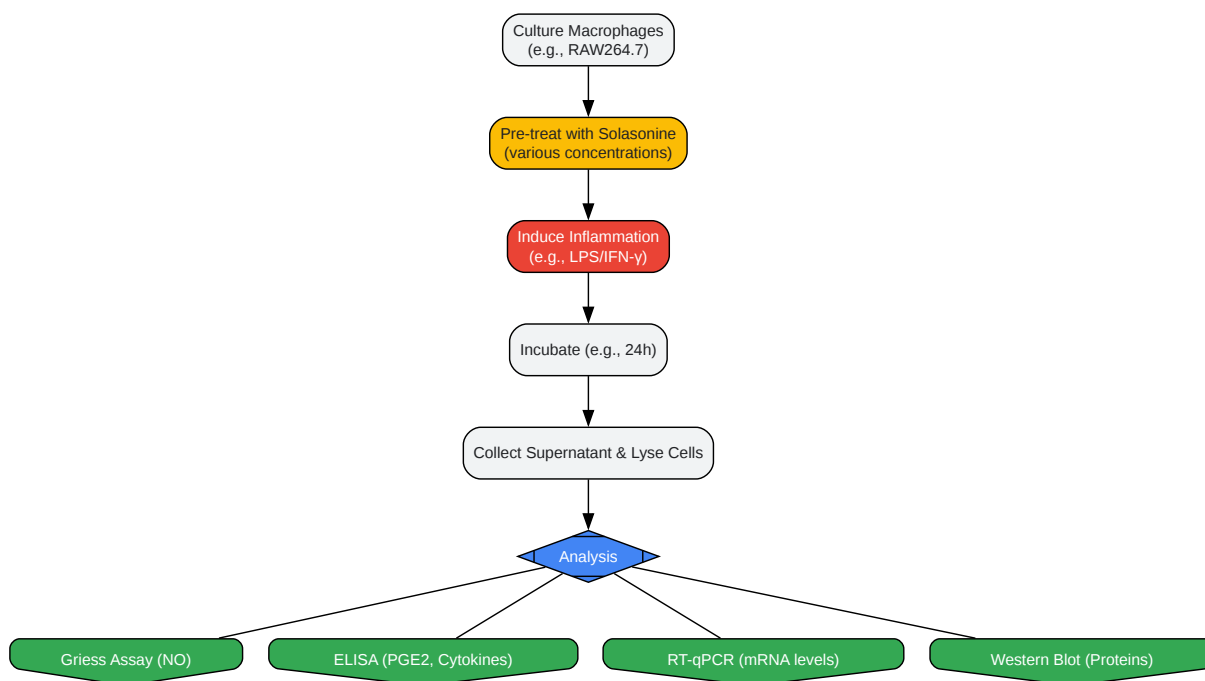 Culture Macrophages
(e.g., RAW264.7)
Pre-treat with Solasonine
(various concentrations)
Induce Inflammation
(e.g., LPS/IFN-γ)
Incubate (e.g., 24h)
Collect Supernatant & Lyse Cells
Analysis
Griess Assay (NO)
ELISA (PGE2, Cytokines)
RT-qPCR (mRNA levels)
Western Blot (Proteins)